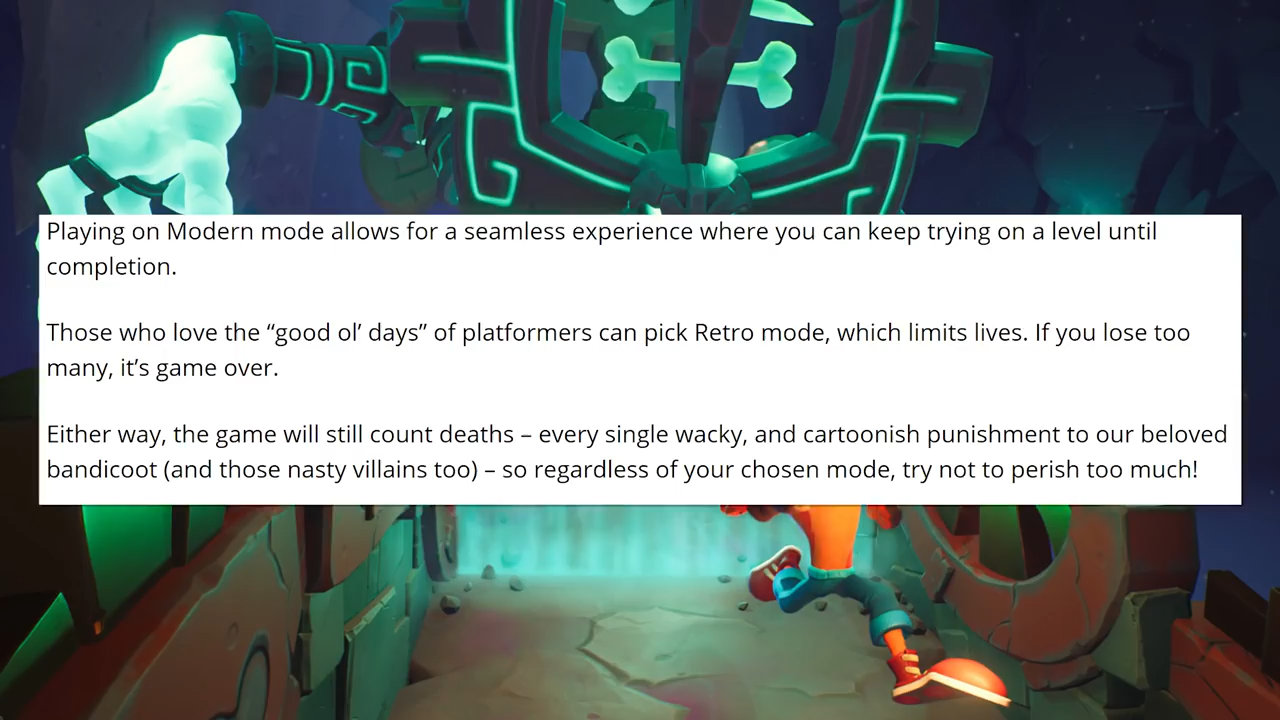 Playing on Modern mode allows for a seamless experience where you can keep trying on a level until
completion.
Those who love the “good ol’ days” of platformers can pick Retro mode, which limits lives. If you lose too
many, it’s game over.
Either way, the game will still count deaths – every single wacky, and cartoonish punishment to our beloved
bandicoot (and those nasty villains too) – so regardless of your chosen mode, try not to perish too much!